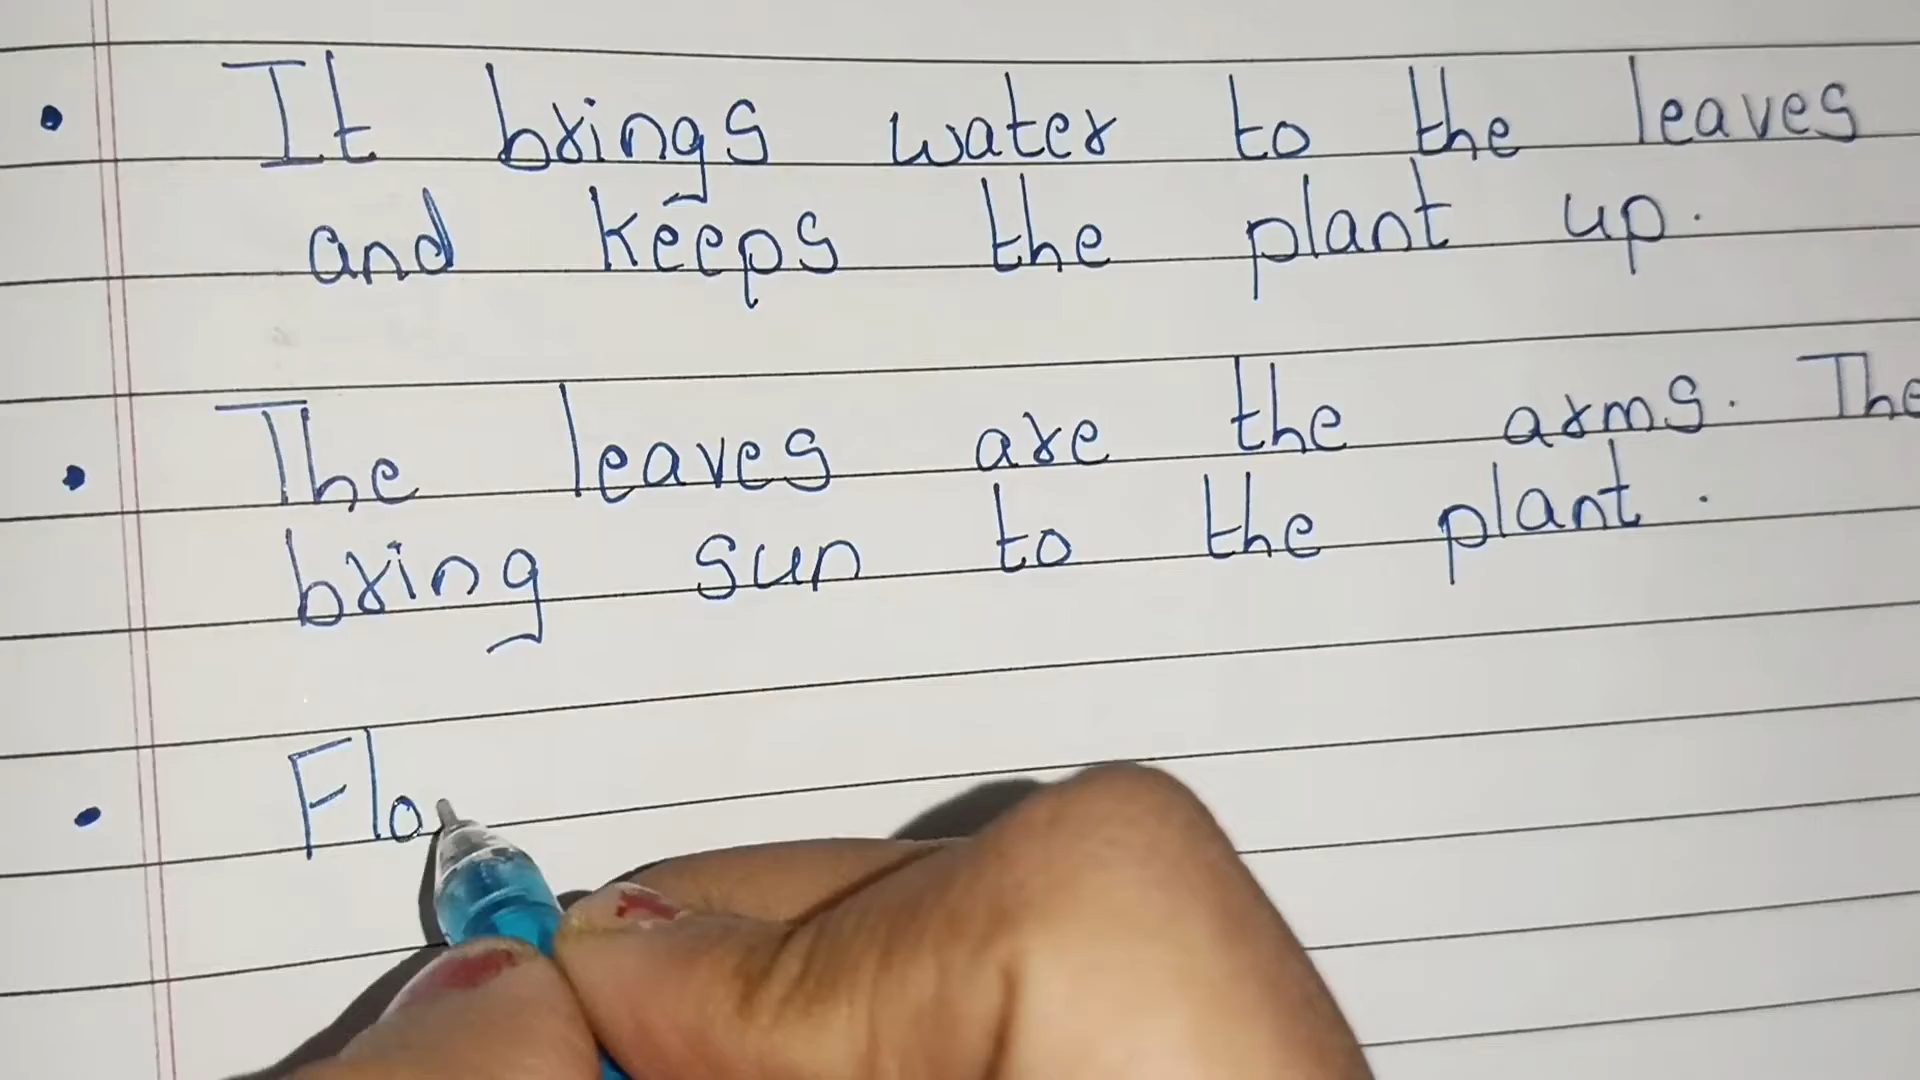 • It brings water to the leaves
and keeps the plant up.
• The leaves are the arms. The
bring sun to the plant.
• Flo